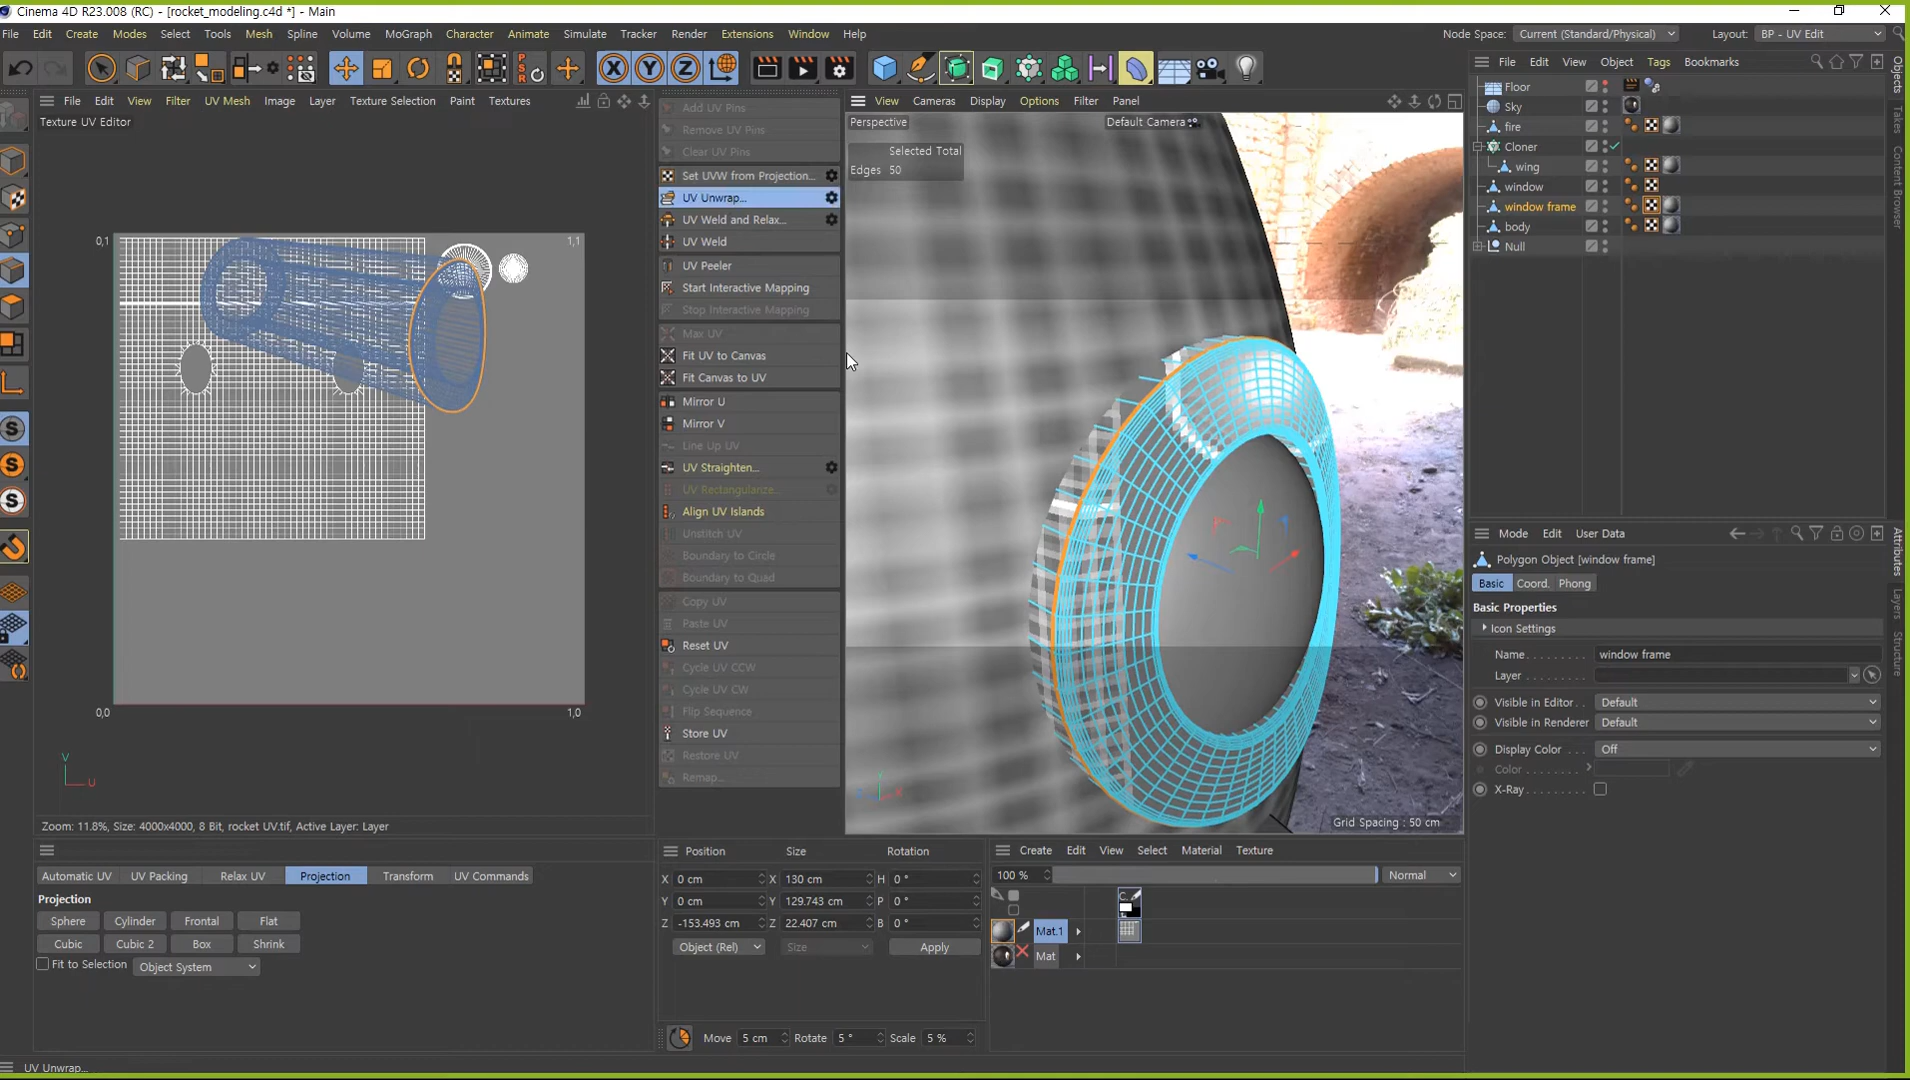 Cinema 4D R23.008 (RC) - [rocket_modeling.c4d *] - Main
File Edit Create Modes Select Tools Mesh Spline Volume MoGraph Character Animate Simulate Tracker Render Extensions Window Help
Node Space: Current (Standard/Physical) Layout: BP - UV Edit
File Edit View Filter UV Mesh Image Layer Texture Selection Paint Textures
Texture UV Editor
0,1
1,1
0,0
1,0
V
U
Zoom: 11.8%, Size: 4000x4000, 8 Bit, rocket UV.tif, Active Layer: Layer
Add UV Pins
Remove UV Pins
Clear UV Pins
Set UVW from Projection...
UV Unwrap...
UV Weld and Relax...
UV Weld
UV Peeler
Start Interactive Mapping
Stop Interactive Mapping
Max UV
Fit UV to Canvas
Fit Canvas to UV
Mirror U
Mirror V
Line Up UV
UV Straighten...
UV Rectangularize...
Align UV Islands
Unstitch UV
Boundary to Circle
Boundary to Quad
Copy UV
Paste UV
Reset UV
Cycle UV CCW
Cycle UV CW
Flip Sequence
Store UV
Restore UV
Remap...
View Cameras Display Options Filter Panel
Perspective
Default Camera
Selected Total
Edges 50
Grid Spacing : 50 cm
File Edit View Object Tags Bookmarks
Floor
Sky
fire
Cloner
wing
window
window frame
body
Null
Objects
Takes
Content Browser
Attributes
Layers
Structure
Mode Edit User Data
Polygon Object [window frame]
Basic Coord. Phong
Basic Properties
Icon Settings
Name window frame
Layer
Visible in Editor Default
Visible in Renderer Default
Display Color Off
Color
X-Ray
Automatic UV UV Packing Relax UV Projection Transform UV Commands
Projection
Sphere Cylinder Frontal Flat
Cubic Cubic 2 Box Shrink
Fit to Selection Object System
Position Size Rotation
X 0 cm X 130 cm H 0 °
Y 0 cm Y 129.743 cm P 0 °
Z -153.493 cm Z 22.407 cm B 0 °
Object (Rel) Size Apply
Move 5 cm Rotate 5 ° Scale 5 %
Create Edit View Select Material Texture
100 % Normal
Mat.1
Mat
UV Unwrap...